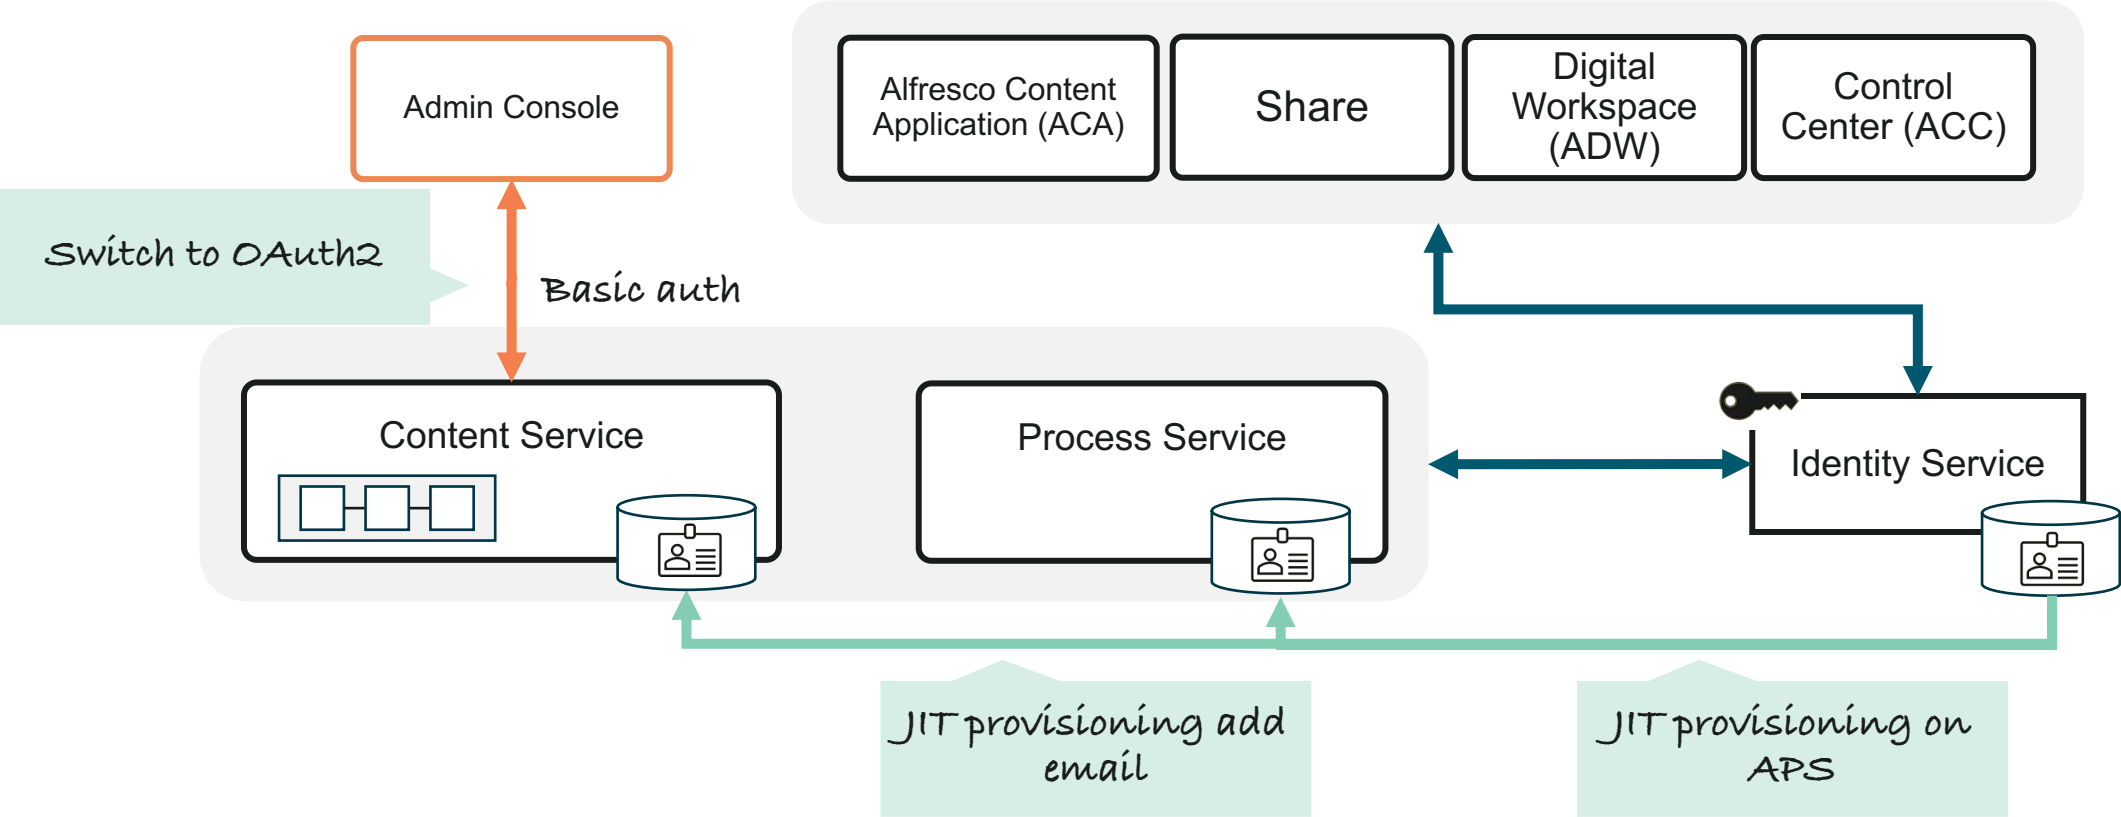 Admin Console
Alfresco Content
Application (ACA)
Share
Digital
Workspace
(ADW)
Control
Center (ACC)
Switch to OAuth2
Basic auth
Content Service
Process Service
Identity Service
JIT provisioning add
email
JIT provisioning on
APS